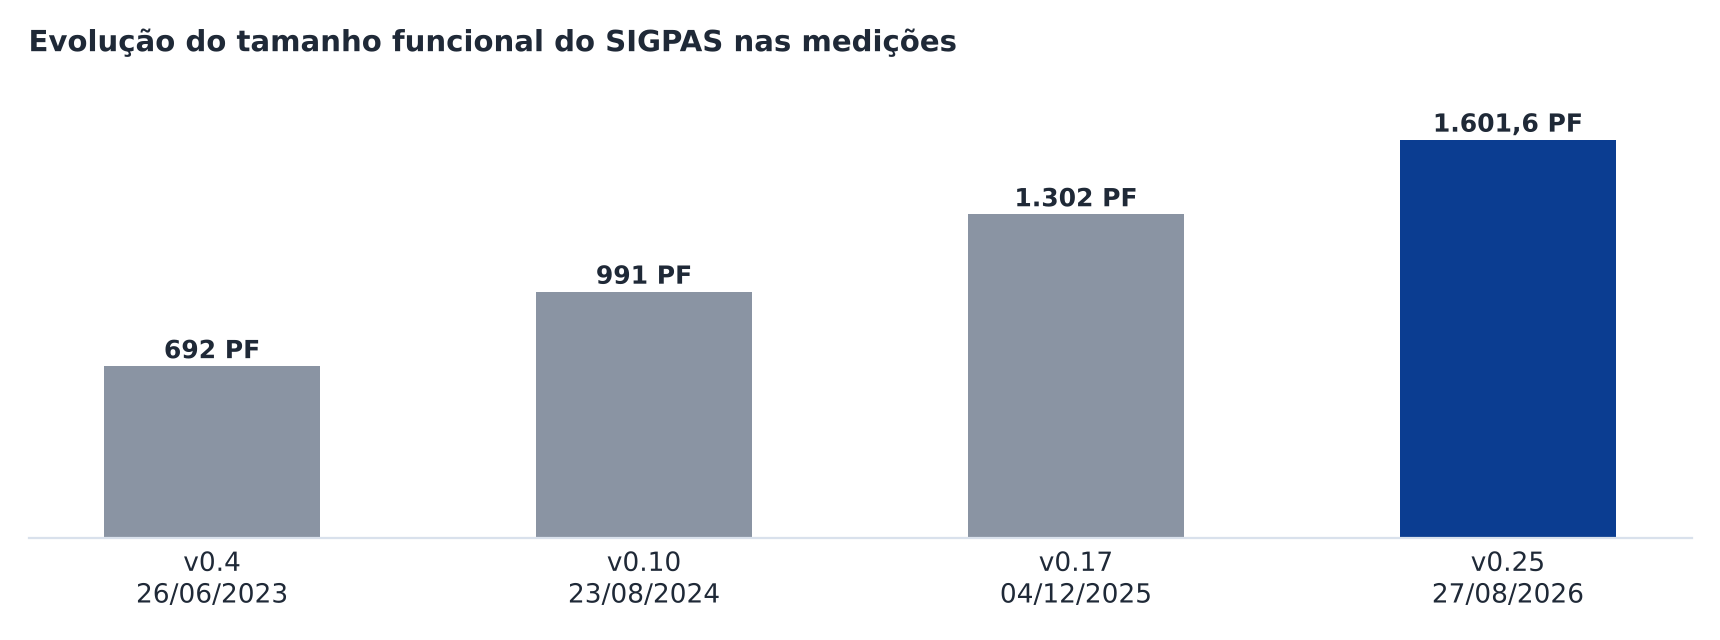 Evolução do tamanho funcional do SIGPAS nas medições
1.601,6 PF
1.302 PF
991 PF
692 PF
v0.4
26/06/2023
v0.10
23/08/2024
v0.17
04/12/2025
v0.25
27/08/2026